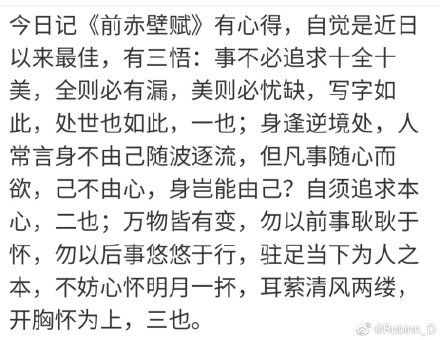 今日记《前赤壁赋》有心得，自觉是近日
以来最佳，有三悟：事不必追求十全十
美，全则必有漏，美则必忧缺，写字如
此，处世也如此，一也；身逢逆境处，人
常言身不由己随波逐流，但凡事随心而
欲，己不由心，身岂能由己？自须追求本
心，二也；万物皆有变，勿以前事耿耿于
怀，勿以后事悠悠于行，驻足当下为人之
本，不妨心怀明月一抔，耳萦清风两缕，
开胸怀为上，三也。
@Robinn_D